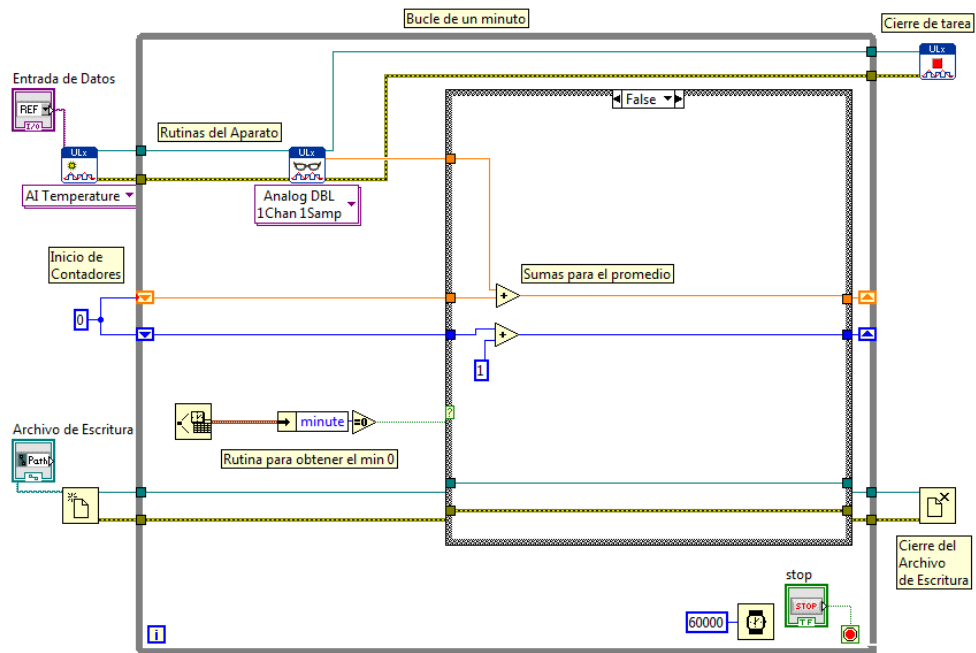 Bucle de un minuto
Cierre de tarea
ULx
Entrada de Datos
REF
I/O
False
Rutinas del Aparato
ULx
ULx
AI Temperature
Analog DBL
1Chan 1Samp
Inicio de
Contadores
Sumas para el promedio
+
0
+
1
?
minute
=0
Archivo de Escritura
Path
Rutina para obtener el min 0
Cierre del
Archivo
de Escritura
stop
STOP
TF
60000
i